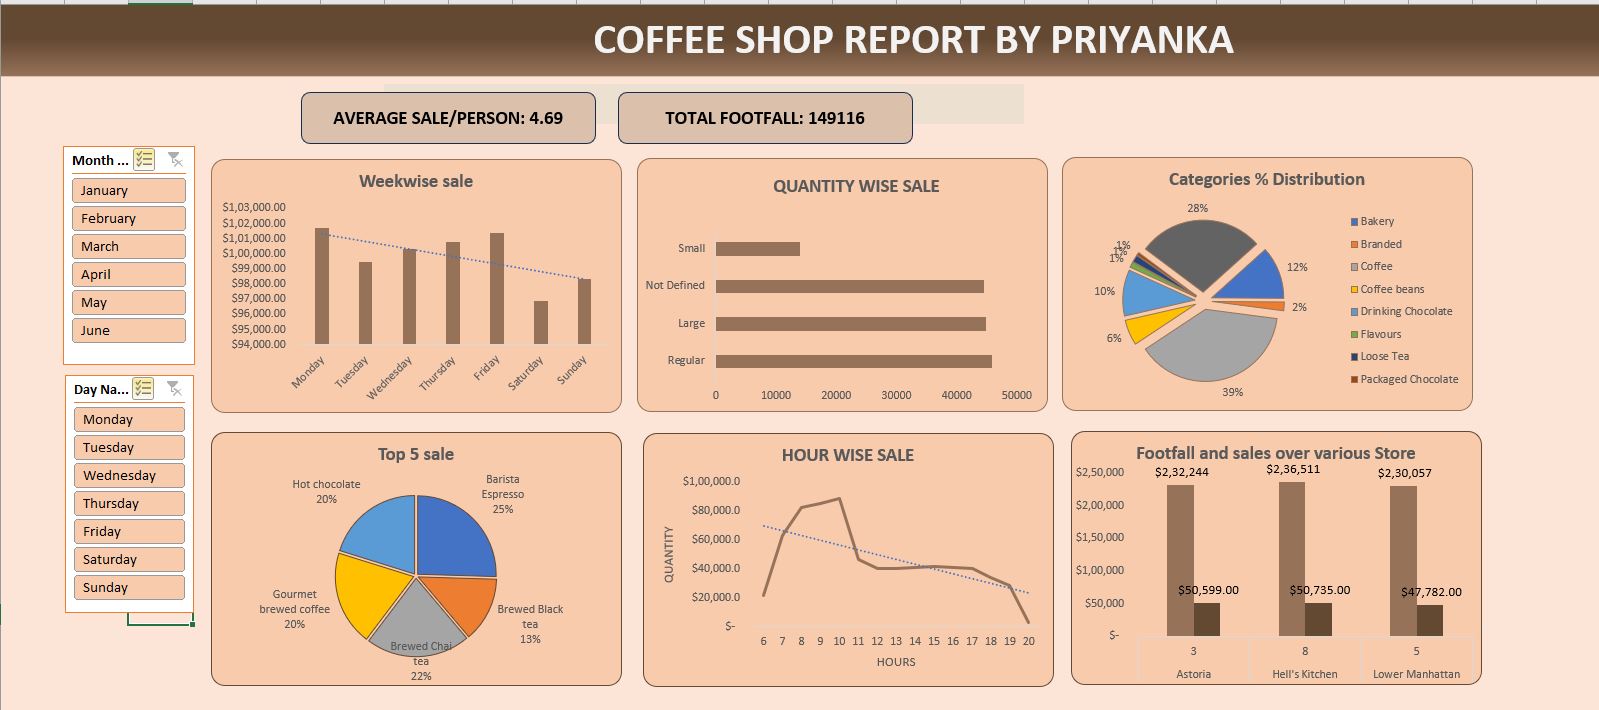 COFFEE SHOP REPORT BY PRIYANKA
AVERAGE SALE/PERSON: 4.69
TOTAL FOOTFALL: 149116
Month ...
January
February
March
April
May
June
Day Na...
Monday
Tuesday
Wednesday
Thursday
Friday
Saturday
Sunday
Weekwise sale
$1,03,000.00
$1,02,000.00
$1,01,000.00
$1,00,000.00
$99,000.00
$98,000.00
$97,000.00
$96,000.00
$95,000.00
$94,000.00
Monday
Tuesday
Wednesday
Thursday
Friday
Saturday
Sunday
QUANTITY WISE SALE
Small
Not Defined
Large
Regular
0 10000 20000 30000 40000 50000
Categories % Distribution
28%
12%
2%
39%
6%
10%
1%
1%
1%
Bakery
Branded
Coffee
Coffee beans
Drinking Chocolate
Flavours
Loose Tea
Packaged Chocolate
Top 5 sale
Hot chocolate
20%
Barista
Espresso
25%
Gourmet
brewed coffee
20%
Brewed Black
tea
13%
Brewed Chai
tea
22%
HOUR WISE SALE
QUANTITY
$1,00,000.0
$80,000.0
$60,000.0
$40,000.0
$20,000.0
$-
6 7 8 9 10 11 12 13 14 15 16 17 18 19 20
HOURS
Footfall and sales over various Store
$2,50,000
$2,00,000
$1,50,000
$1,00,000
$50,000
$-
$2,32,244
$2,36,511
$2,30,057
$50,599.00
$50,735.00
$47,782.00
3 8 5
Astoria Hell's Kitchen Lower Manhattan